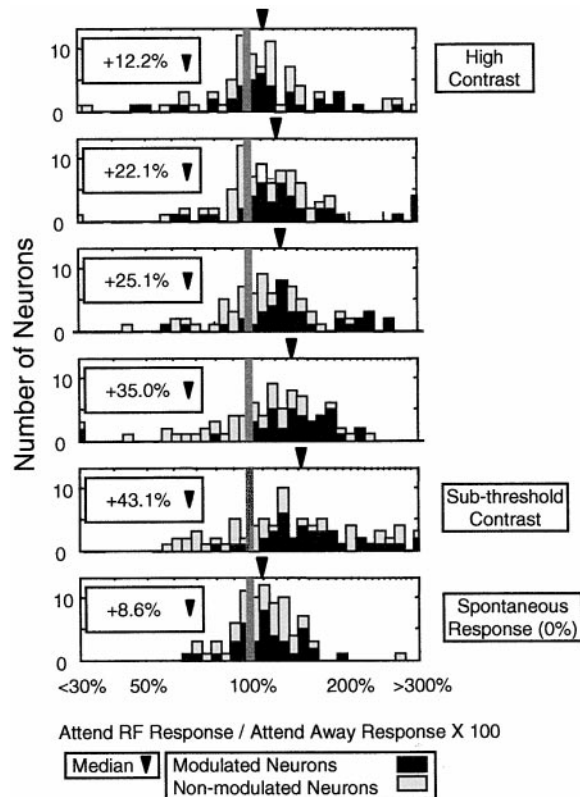 10
0
+12.2%
High
Contrast
10
0
+22.1%
10
0
+25.1%
Number of Neurons
10
0
+35.0%
10
0
+43.1%
Sub-threshold
Contrast
10
0
+8.6%
Spontaneous
Response (0%)
<30% 50% 100% 200% >300%
Attend RF Response / Attend Away Response X 100
Median
Modulated Neurons
Non-modulated Neurons